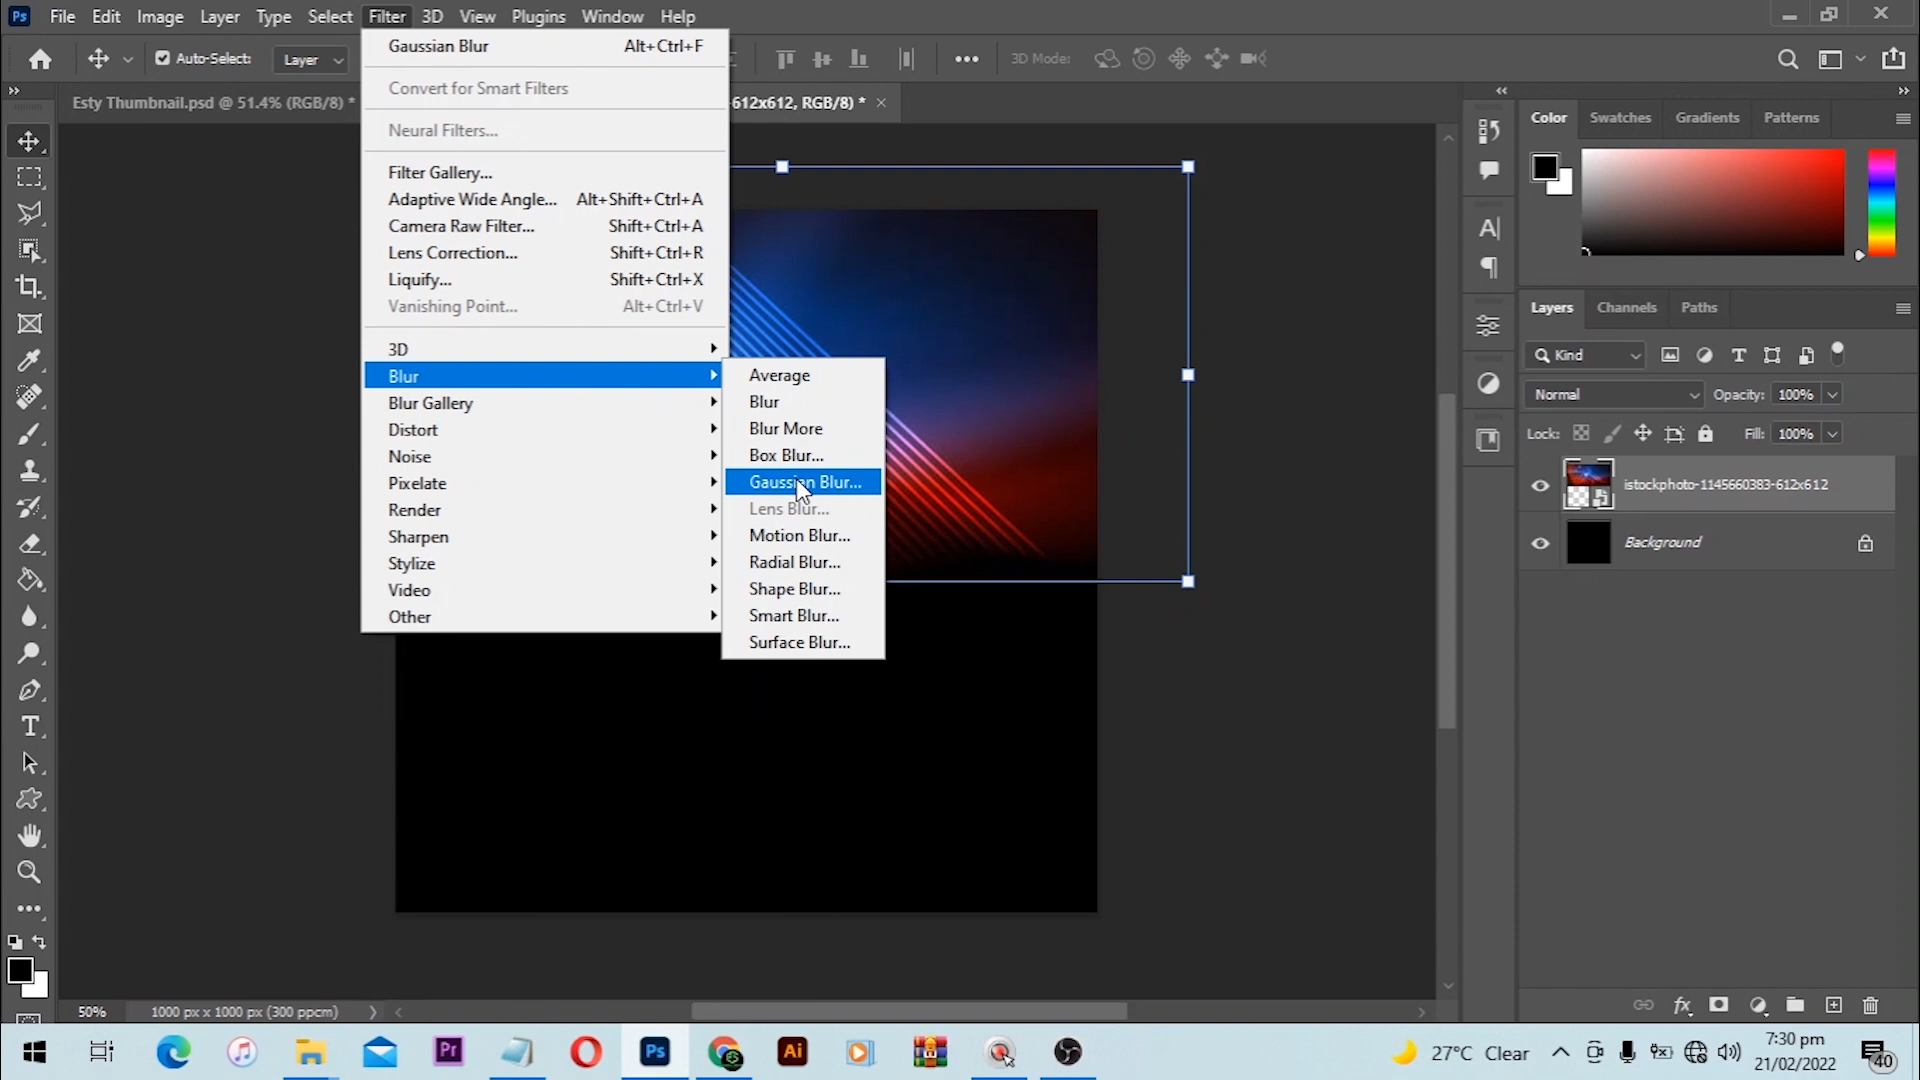 Ps File Edit Image Layer Type Select Filter 3D View Plugins Window Help
Auto-Select: Layer 3D Mode:
Esty Thumbnail.psd @ 51.4% (RGB/8) * -612x612, RGB/8) *
Gaussian Blur Alt+Ctrl+F
Convert for Smart Filters
Neural Filters...
Filter Gallery...
Adaptive Wide Angle... Alt+Shift+Ctrl+A
Camera Raw Filter... Shift+Ctrl+A
Lens Correction... Shift+Ctrl+R
Liquify... Shift+Ctrl+X
Vanishing Point... Alt+Ctrl+V
3D
Blur
Blur Gallery
Distort
Noise
Pixelate
Render
Sharpen
Stylize
Video
Other
Average
Blur
Blur More
Box Blur...
Gaussian Blur...
Lens Blur...
Motion Blur...
Radial Blur...
Shape Blur...
Smart Blur...
Surface Blur...
Color Swatches Gradients Patterns
Layers Channels Paths
Kind
Normal Opacity: 100%
Lock: Fill: 100%
istockphoto-1145660383-612x612
Background
50% 1000 px x 1000 px (300 ppcm)
Pr Ps Ai
27°C Clear
7:30 pm
21/02/2022
40